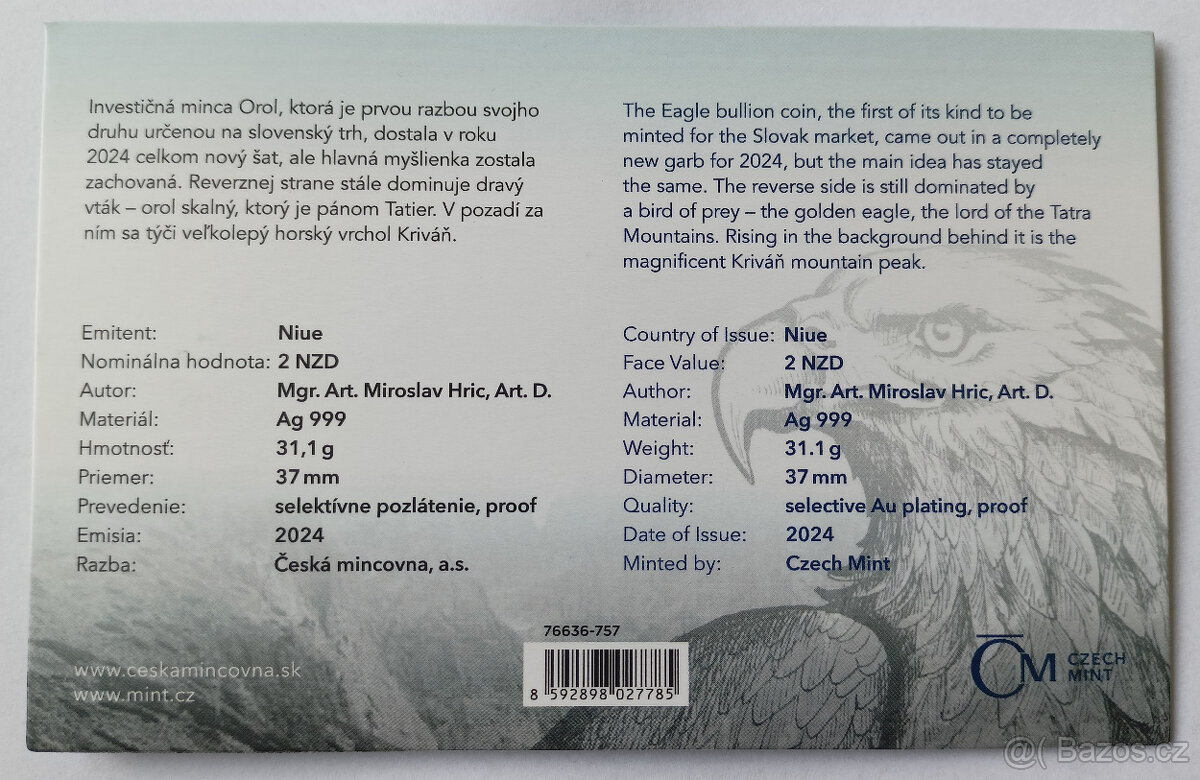 Investičná minca Orol, ktorá je prvou razbou svojho
druhu určenou na slovenský trh, dostala v roku
2024 celkom nový šat, ale hlavná myšlienka zostala
zachovaná. Reverznej strane stále dominuje dravý
vták – orol skalný, ktorý je pánom Tatier. V pozadí za
ním sa týči veľkolepý horský vrchol Kriváň.
Emitent: Niue
Nominálna hodnota: 2 NZD
Autor: Mgr. Art. Miroslav Hric, Art. D.
Materiál: Ag 999
Hmotnosť: 31,1 g
Priemer: 37 mm
Prevedenie: selektívne pozlátenie, proof
Emisia: 2024
Razba: Česká mincovna, a.s.
www.ceskamincovna.sk
www.mint.cz
The Eagle bullion coin, the first of its kind to be
minted for the Slovak market, came out in a completely
new garb for 2024, but the main idea has stayed
the same. The reverse side is still dominated by
a bird of prey – the golden eagle, the lord of the Tatra
Mountains. Rising in the background behind it is the
magnificent Kriváň mountain peak.
Country of Issue: Niue
Face Value: 2 NZD
Author: Mgr. Art. Miroslav Hric, Art. D.
Material: Ag 999
Weight: 31.1 g
Diameter: 37 mm
Quality: selective Au plating, proof
Date of Issue: 2024
Minted by: Czech Mint
76636-757
8 592898 027785
CM CZECH
MINT
@( Bazos.cz